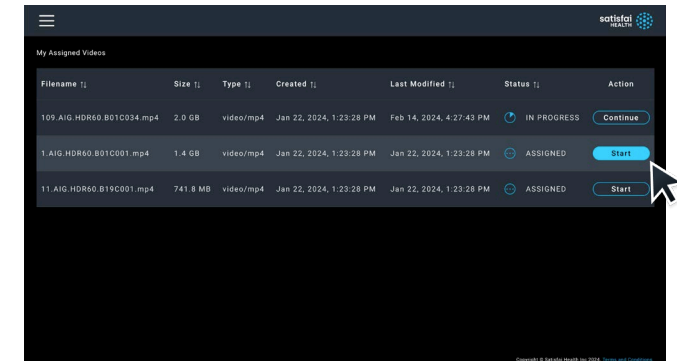 satisfai
HEALTH
My Assigned Videos
Filename ↑↓ Size ↑↓ Type ↑↓ Created ↑↓ Last Modified ↑↓ Status ↑↓ Action
109.AIG.HDR60.B01C034.mp4 2.0 GB video/mp4 Jan 22, 2024, 1:23:28 PM Feb 14, 2024, 4:27:43 PM IN PROGRESS Continue
1.AIG.HDR60.B01C001.mp4 1.4 GB video/mp4 Jan 22, 2024, 1:23:28 PM Jan 22, 2024, 1:23:28 PM ASSIGNED Start
11.AIG.HDR60.B19C001.mp4 741.8 MB video/mp4 Jan 22, 2024, 1:23:28 PM Jan 22, 2024, 1:23:28 PM ASSIGNED Start
Copyright © Satisfai Health Inc 2024. Terms and Conditions